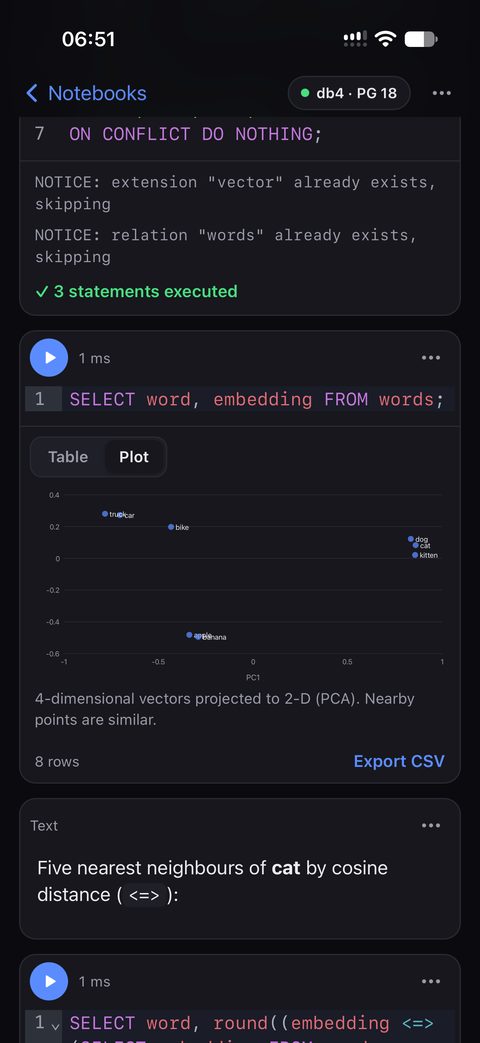 06:51
Notebooks
db4 · PG 18
7 ON CONFLICT DO NOTHING;
NOTICE: extension "vector" already exists,
skipping
NOTICE: relation "words" already exists,
skipping
✓ 3 statements executed
1 ms
1 SELECT word, embedding FROM words;
Table Plot
0.4
truck car
0.2
bike
dog
cat
0
kitten
-0.2
-0.4
apple banana
-0.6
-1 -0.5 0 0.5 1
PC1
4-dimensional vectors projected to 2-D (PCA). Nearby
points are similar.
8 rows Export CSV
Text
Five nearest neighbours of cat by cosine
distance ( <=> ):
1 ms
1 SELECT word, round((embedding <=>